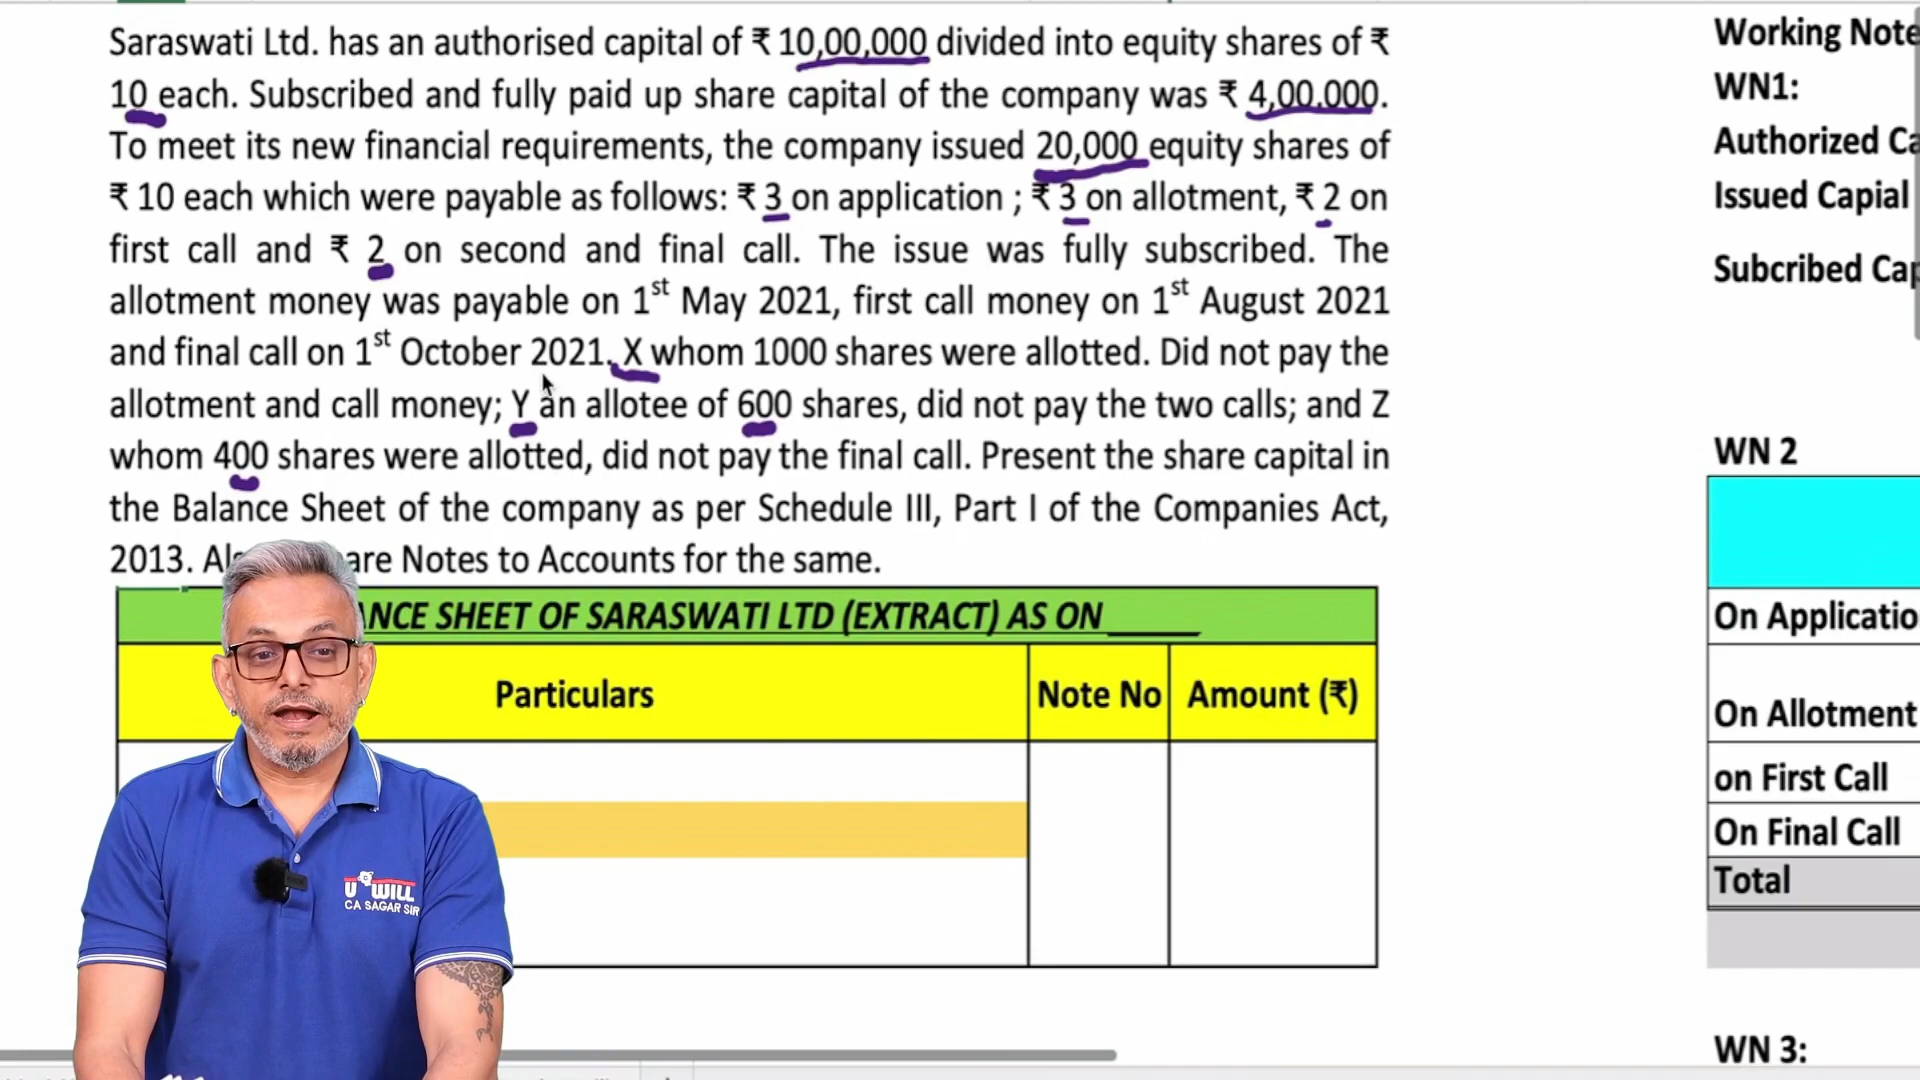 Saraswati Ltd. has an authorised capital of ₹ 10,00,000 divided into equity shares of ₹
10 each. Subscribed and fully paid up share capital of the company was ₹ 4,00,000.
To meet its new financial requirements, the company issued 20,000 equity shares of
₹ 10 each which were payable as follows: ₹ 3 on application ; ₹ 3 on allotment, ₹ 2 on
first call and ₹ 2 on second and final call. The issue was fully subscribed. The
allotment money was payable on 1st May 2021, first call money on 1st August 2021
and final call on 1st October 2021. X whom 1000 shares were allotted. Did not pay the
allotment and call money; Y an allotee of 600 shares, did not pay the two calls; and Z
whom 400 shares were allotted, did not pay the final call. Present the share capital in
the Balance Sheet of the company as per Schedule III, Part I of the Companies Act,
2013. Al are Notes to Accounts for the same.
ANCE SHEET OF SARASWATI LTD (EXTRACT) AS ON ______
Particulars
Note No
Amount (₹)
U WILL
CA SAGAR SIR
Working Note
WN1:
Authorized Ca
Issued Capial
Subcribed Cap
WN 2
On Applicatio
On Allotment
on First Call
On Final Call
Total
WN 3: